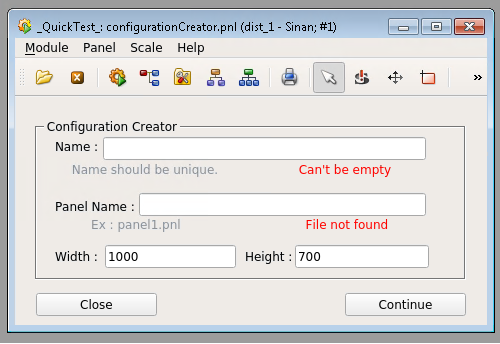 _QuickTest_: configurationCreator.pnl (dist_1 - Sinan; #1)
Module Panel Scale Help
»
Configuration Creator
Name :
Name should be unique. Can't be empty
Panel Name :
Ex : panel1.pnl File not found
Width : 1000 Height : 700
Close Continue